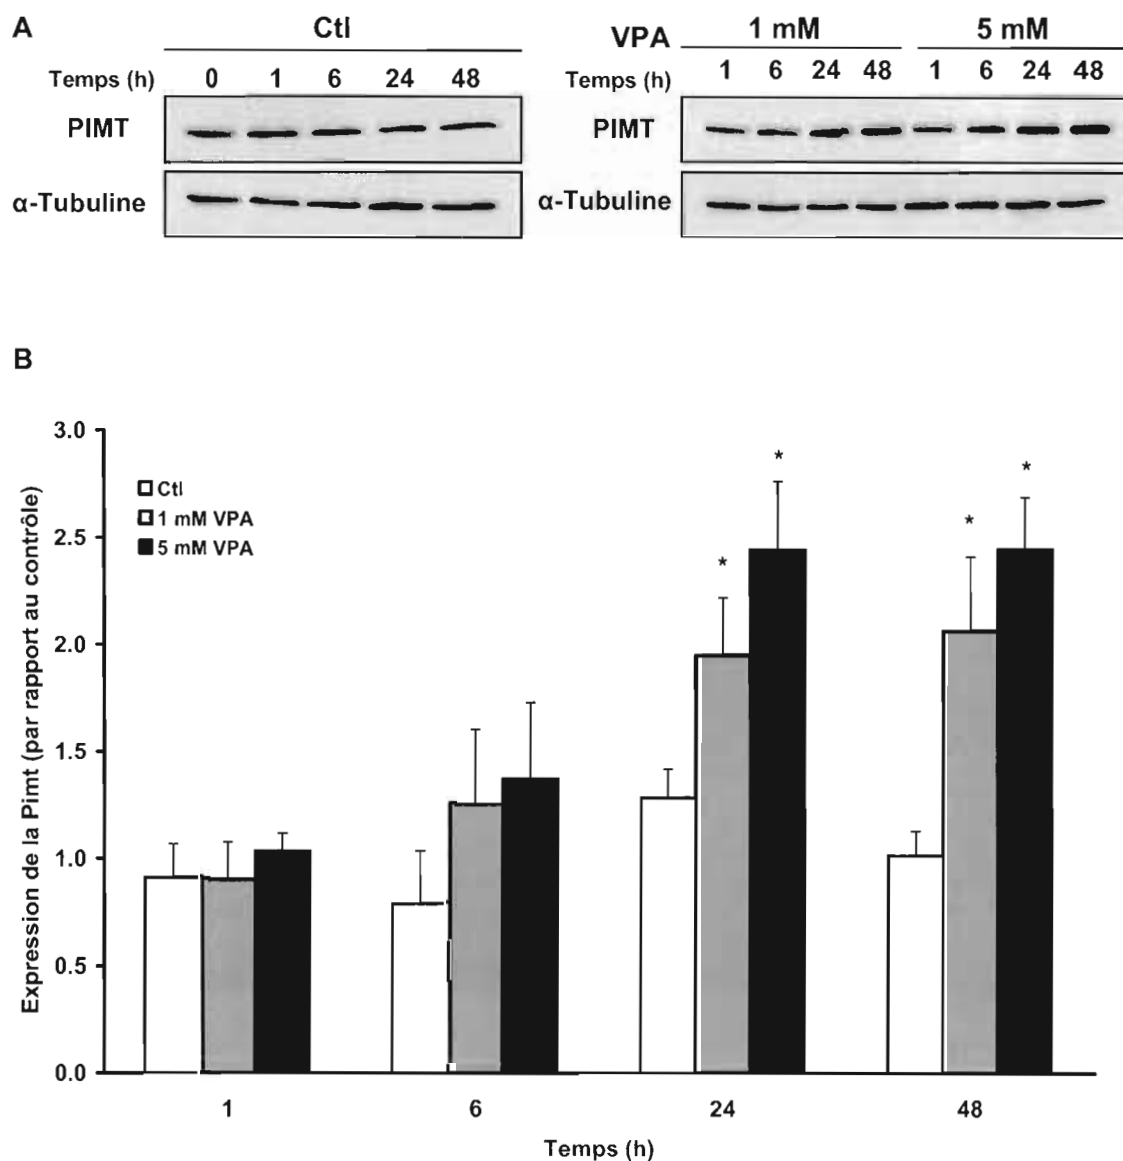 A
Ctl
Temps (h) 0 1 6 24 48
PIMT
α-Tubuline
VPA 1 mM 5 mM
Temps (h) 1 6 24 48 1 6 24 48
PIMT
α-Tubuline
B
Expression de la Pimt (par rapport au contrôle)
3.0
2.5
2.0
1.5
1.0
0.5
0.0
Ctl
1 mM VPA
5 mM VPA
* * * *
1 6 24 48
Temps (h)